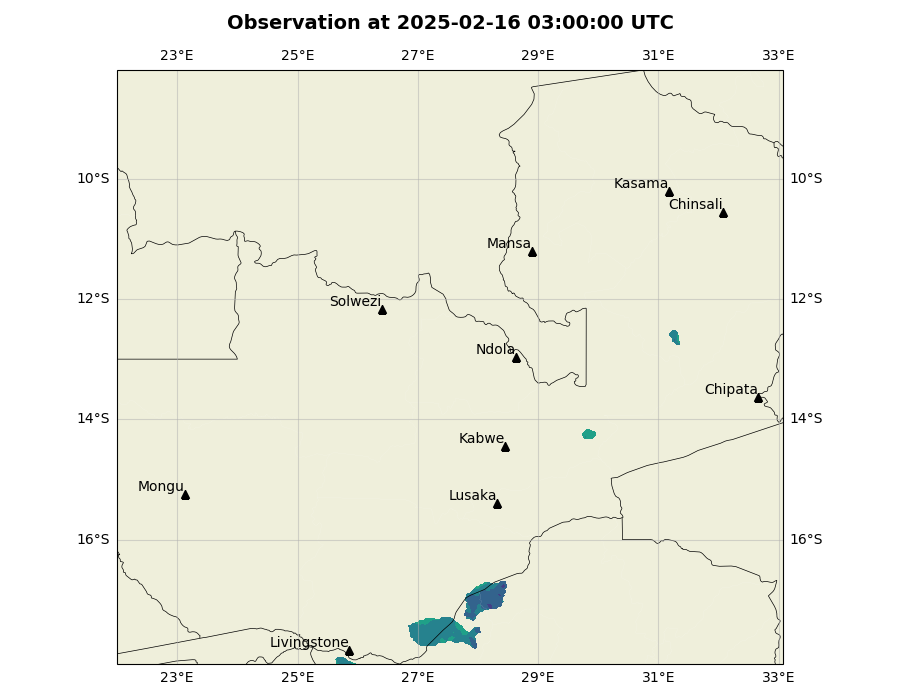 Observation at 2025-02-16 03:00:00 UTC
23°E 25°E 27°E 29°E 31°E 33°E
10°S 10°S
Kasama
Chinsali
Mansa
12°S 12°S
Solwezi
Ndola
Chipata
14°S 14°S
Kabwe
Mongu
Lusaka
16°S 16°S
Livingstone
23°E 25°E 27°E 29°E 31°E 33°E